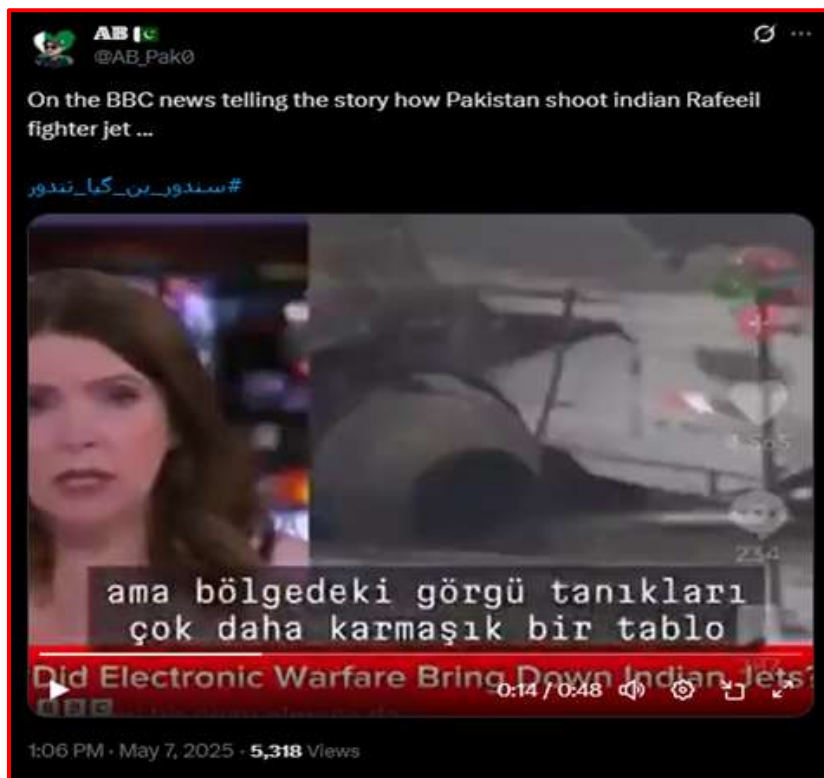 AB
@AB_Pak0
On the BBC news telling the story how Pakistan shoot indian Rafeeil
fighter jet ...
#سندور_بن_گیا_تندور
234
ama bölgedeki görgü tanıkları
çok daha karmaşık bir tablo
Did Electronic Warfare Bring Down Indian Jets?
0:14 / 0:48
BBC
1:06 PM · May 7, 2025 · 5,318 Views